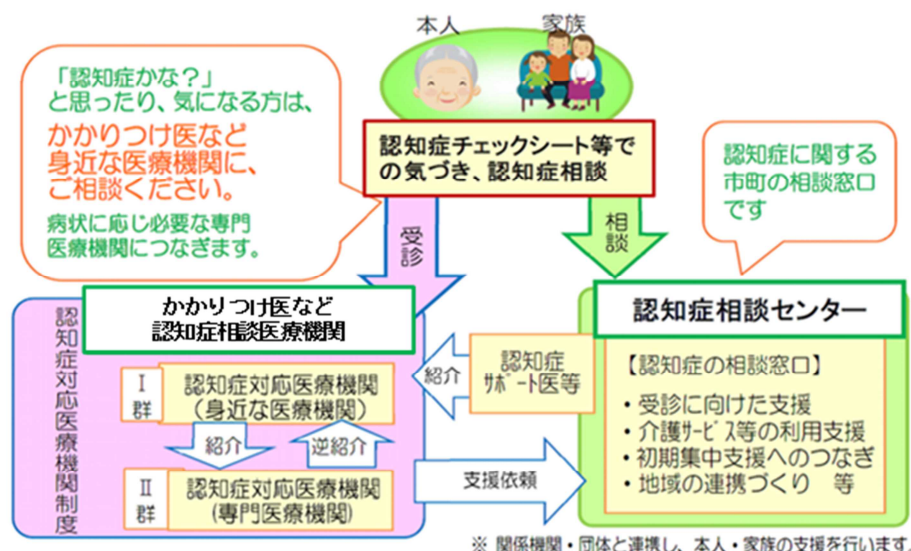 本人
家族
「認知症かな？」
と思ったり、気になる方は、
かかりつけ医など
身近な医療機関に、
ご相談ください。
病状に応じ必要な専門
医療機関につなぎます。
認知症チェックシート等で
の気づき、認知症相談
認知症に関する
市町の相談窓口
です
受診
相談
認知症対応医療機関制度
かかりつけ医など
認知症相談医療機関
Ⅰ群
認知症対応医療機関
（身近な医療機関）
紹介
逆紹介
Ⅱ群
認知症対応医療機関
(専門医療機関)
紹介
認知症
ｻﾎﾟｰﾄ医等
支援依頼
認知症相談センター
【認知症の相談窓口】
・受診に向けた支援
・介護ｻｰﾋﾞｽ等の利用支援
・初期集中支援へのつなぎ
・地域の連携づくり　等
※ 関係機関・団体と連携し、本人・家族の支援を行います